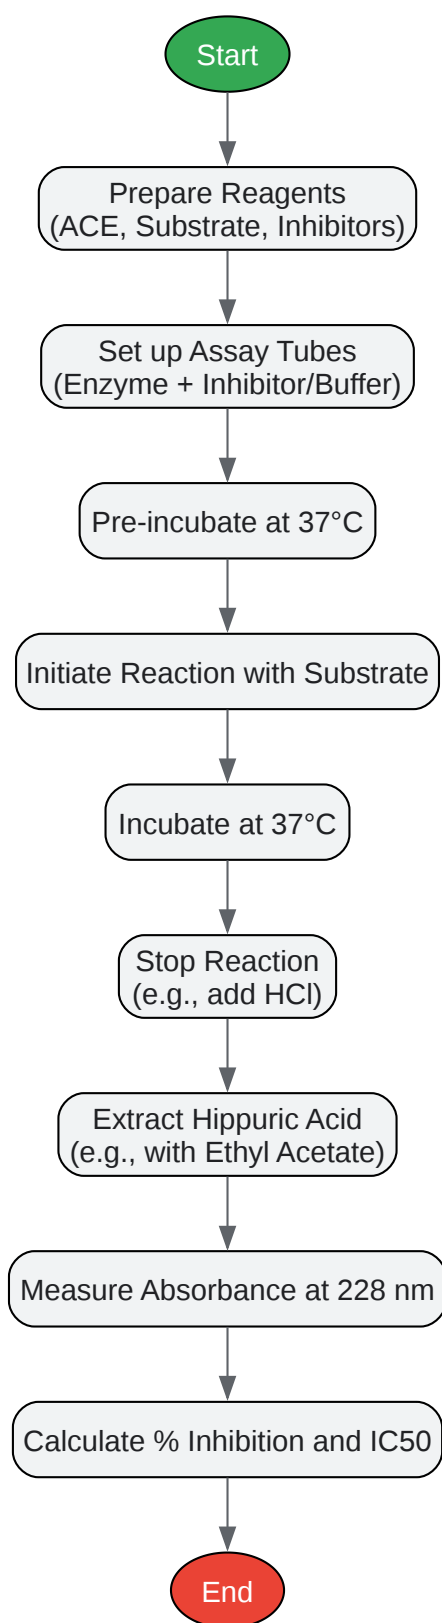 Start
Prepare Reagents
(ACE, Substrate, Inhibitors)
Set up Assay Tubes
(Enzyme + Inhibitor/Buffer)
Pre-incubate at 37°C
Initiate Reaction with Substrate
Incubate at 37°C
Stop Reaction
(e.g., add HCl)
Extract Hippuric Acid
(e.g., with Ethyl Acetate)
Measure Absorbance at 228 nm
Calculate % Inhibition and IC50
End